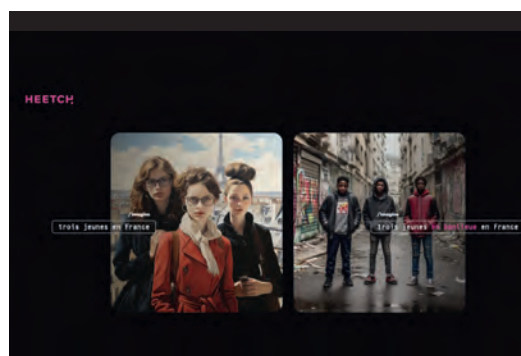 HEETCH
/imagine
trois jeunes en France
/imagine
trois jeunes en banlieue en France